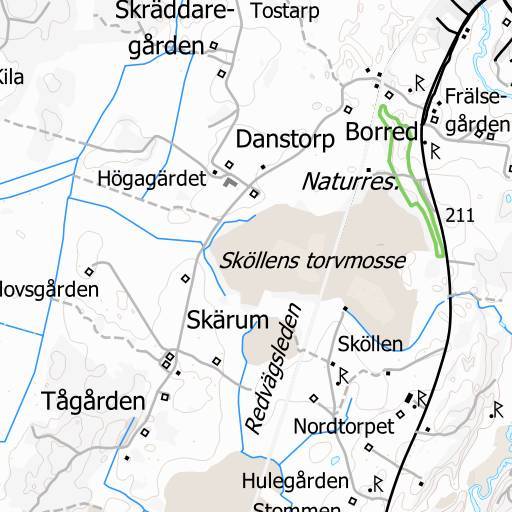 Skräddare-
gården
Tostarp
Kila
Frälse-
gården
Danstorp
Borred
Högagärdet
Naturres.
211
Sköllens torvmosse
lovsgården
Skärum
Redvägsleden
Sköllen
Tågården
Nordtorpet
Hulegården
Stommen
R
R
R
R
R
R
R